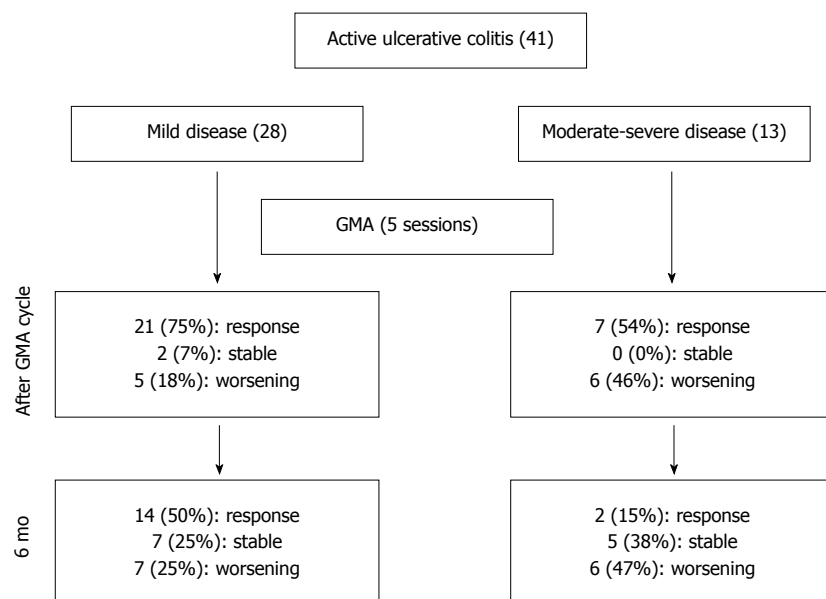 Active ulcerative colitis (41)
Mild disease (28)
Moderate-severe disease (13)
GMA (5 sessions)
After GMA cycle
21 (75%): response
2 (7%): stable
5 (18%): worsening
7 (54%): response
0 (0%): stable
6 (46%): worsening
6 mo
14 (50%): response
7 (25%): stable
7 (25%): worsening
2 (15%): response
5 (38%): stable
6 (47%): worsening